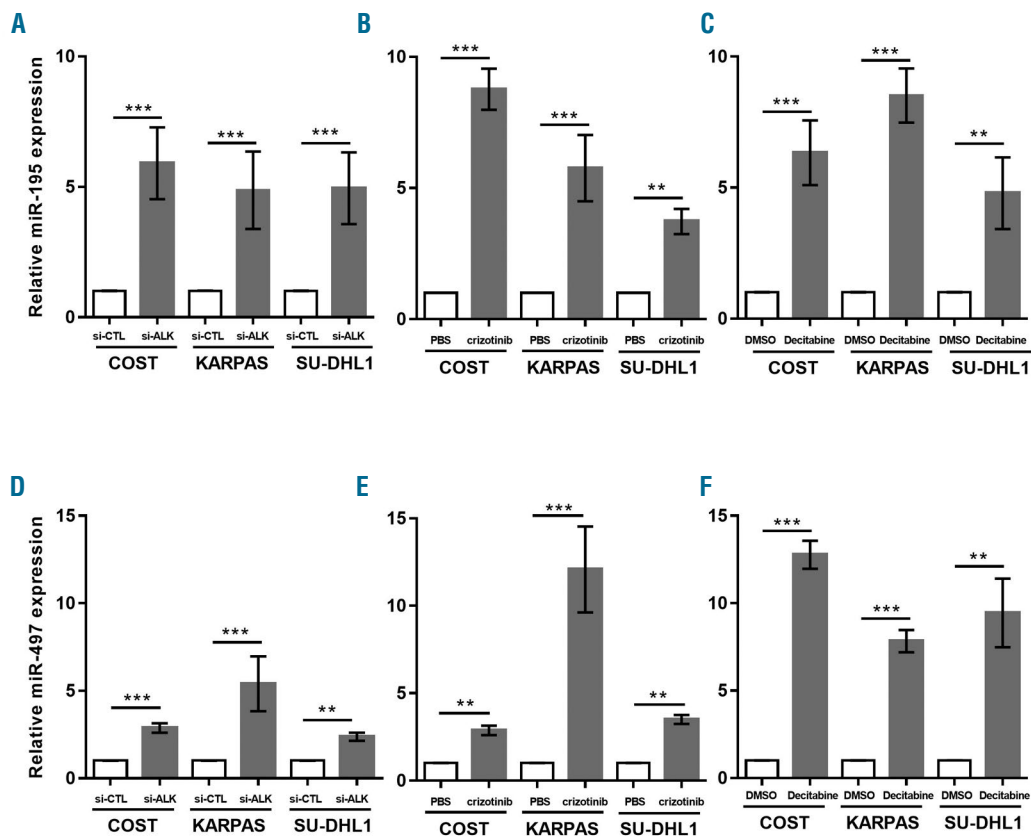 A B C
Relative miR-195 expression
10
5
0
*** *** ***
si-CTL si-ALK si-CTL si-ALK si-CTL si-ALK
COST KARPAS SU-DHL1
10
5
0
*** *** **
PBS crizotinib PBS crizotinib PBS crizotinib
COST KARPAS SU-DHL1
10
5
0
*** *** **
DMSO Decitabine DMSO Decitabine DMSO Decitabine
COST KARPAS SU-DHL1
D E F
Relative miR-497 expression
15
10
5
0
*** *** **
si-CTL si-ALK si-CTL si-ALK si-CTL si-ALK
COST KARPAS SU-DHL1
15
10
5
0
** *** **
PBS crizotinib PBS crizotinib PBS crizotinib
COST KARPAS SU-DHL1
15
10
5
0
*** *** **
DMSO Decitabine DMSO Decitabine DMSO Decitabine
COST KARPAS SU-DHL1